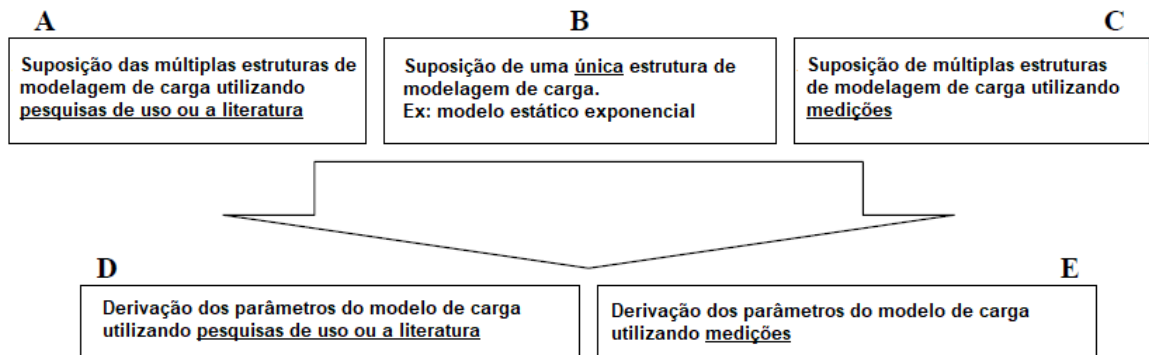 A
B
C
Suposição das múltiplas estruturas de
modelagem de carga utilizando
pesquisas de uso ou a literatura
Suposição de uma única estrutura de
modelagem de carga.
Ex: modelo estático exponencial
Suposição de múltiplas estruturas
de modelagem de carga utilizando
medições
D
E
Derivação dos parâmetros do modelo de carga
utilizando pesquisas de uso ou a literatura
Derivação dos parâmetros do modelo de carga
utilizando medições